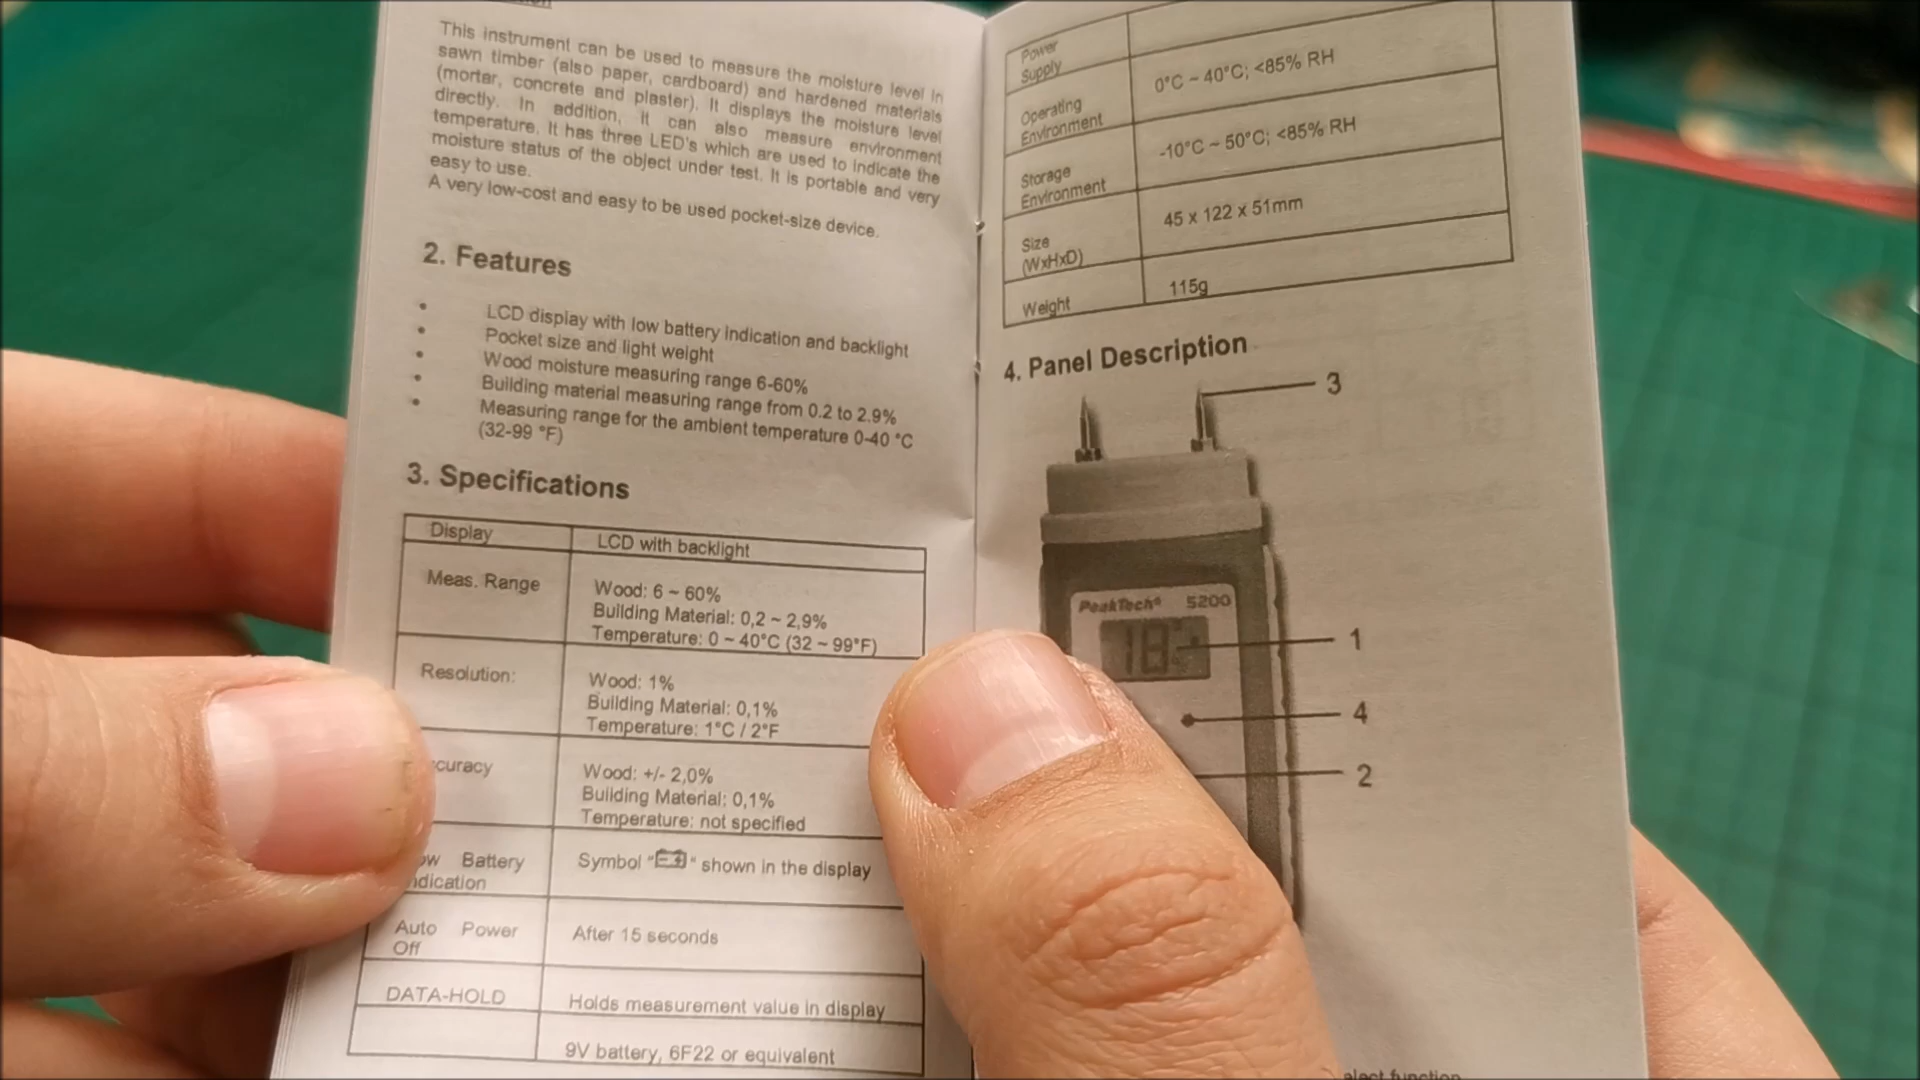 This instrument can be used to measure the moisture level in
sawn timber (also paper, cardboard) and hardened materials
(mortar, concrete and plaster). It displays the moisture level
directly. In addition, it can also measure environment
temperature. It has three LED's which are used to indicate the
moisture status of the object under test. It is portable and very
easy to use.
A very low-cost and easy to be used pocket-size device.
2. Features
• LCD display with low battery indication and backlight
• Pocket size and light weight
• Wood moisture measuring range 6-60%
• Building material measuring range from 0.2 to 2.9%
• Measuring range for the ambient temperature 0-40 °C
(32-99 °F)
3. Specifications
Display LCD with backlight
Meas. Range Wood: 6 ~ 60%
Building Material: 0,2 ~ 2,9%
Temperature: 0 ~ 40°C (32 ~ 99°F)
Resolution: Wood: 1%
Building Material: 0,1%
Temperature: 1°C / 2°F
curacy Wood: +/- 2,0%
Building Material: 0,1%
Temperature: not specified
ow Battery Symbol " " shown in the display
dication
Auto Power After 15 seconds
Off
DATA-HOLD Holds measurement value in display
9V battery, 6F22 or equivalent
Power
Supply
Operating 0°C ~ 40°C; <85% RH
Environment
Storage -10°C ~ 50°C; <85% RH
Environment
Size 45 x 122 x 51mm
(WxHxD)
Weight 115g
4. Panel Description
3
PeakTech® 5200
18
1
4
2
function